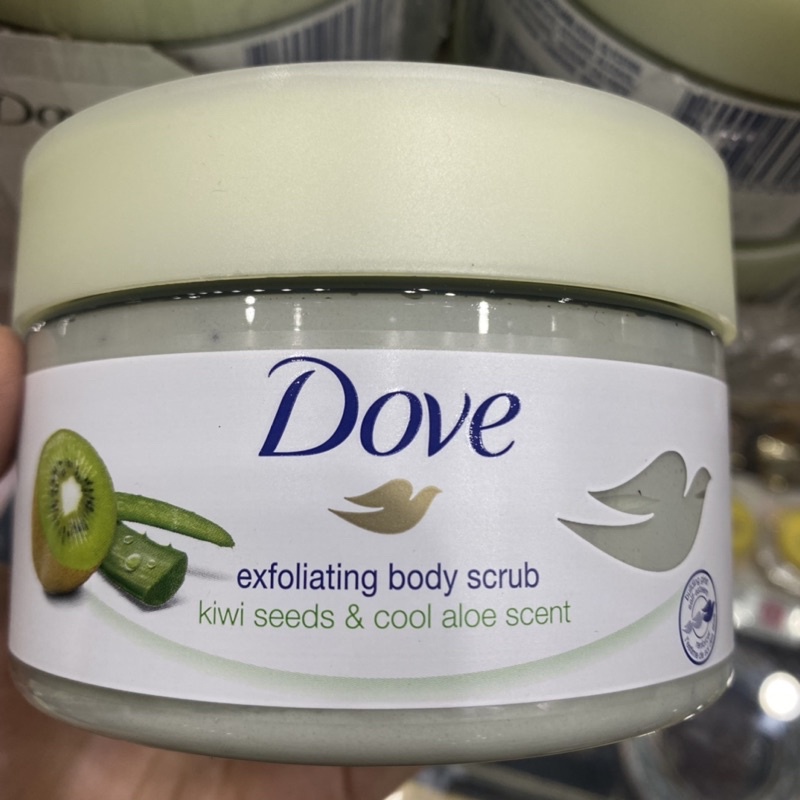 Dove
exfoliating body scrub
kiwi seeds & cool aloe scent